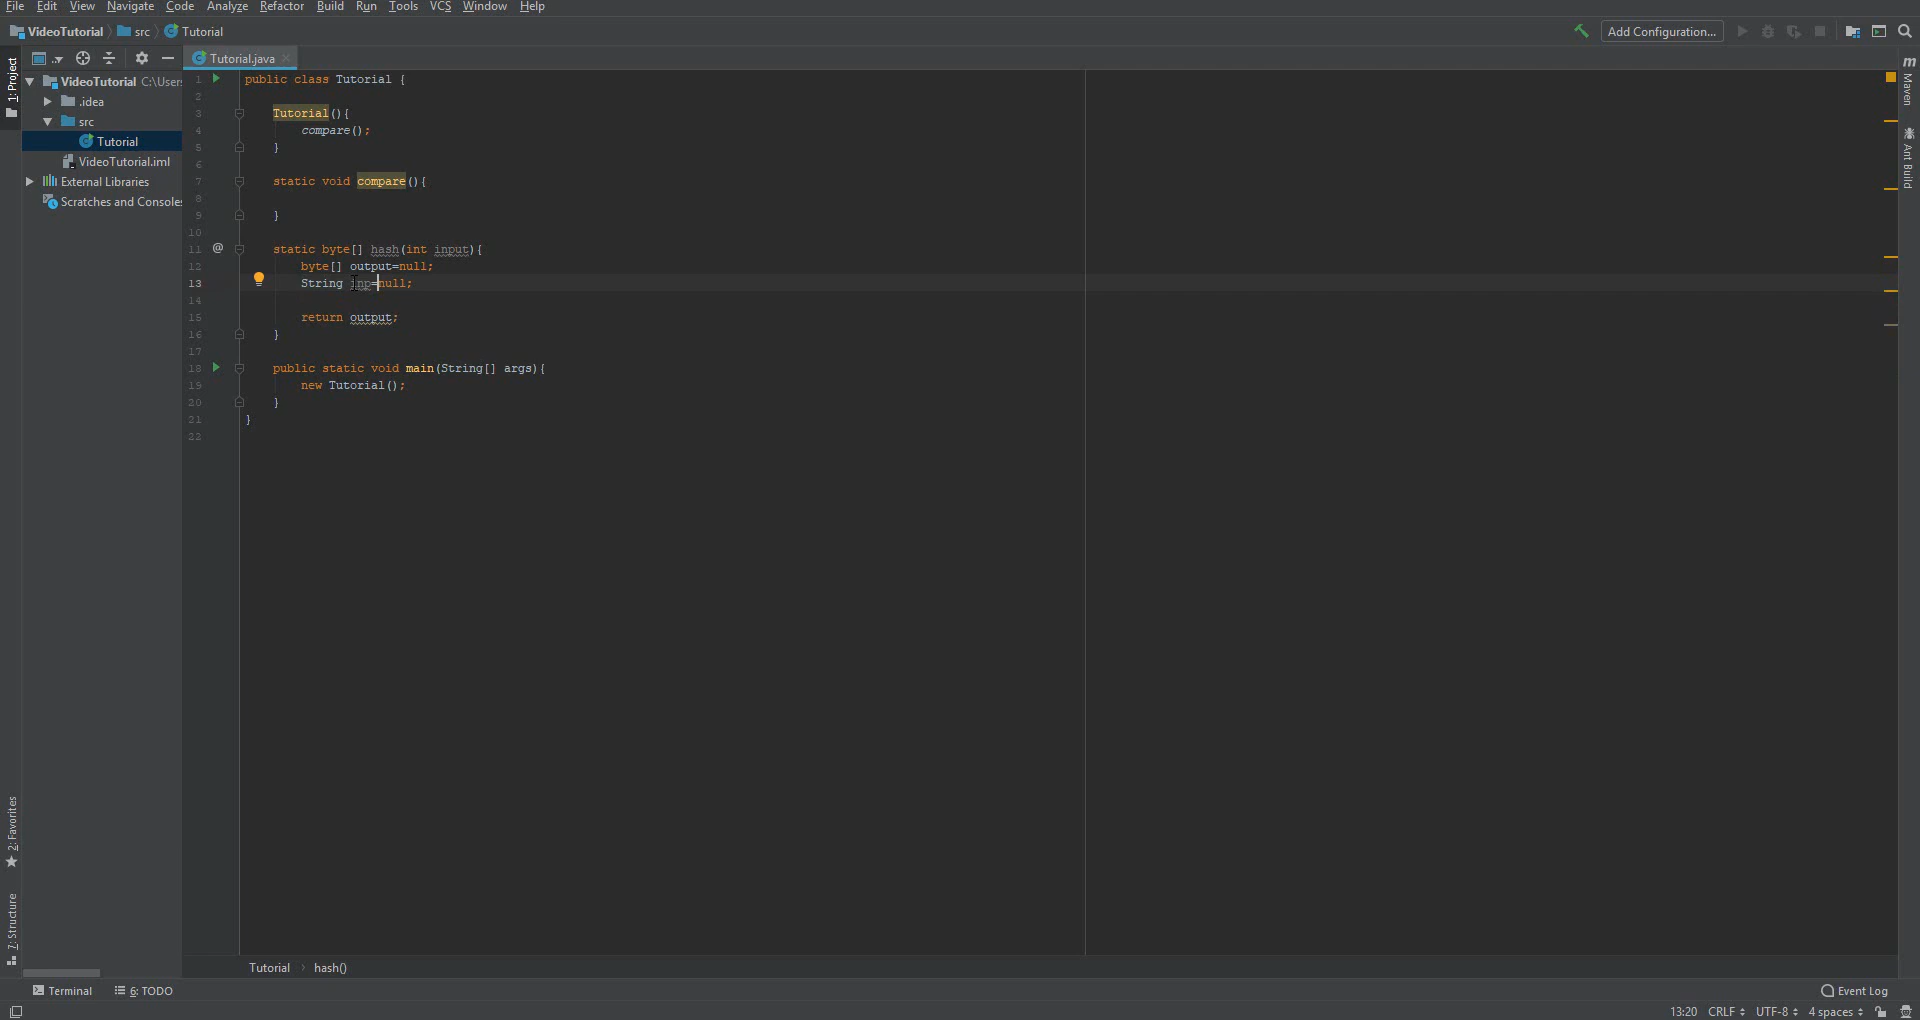 File Edit View Navigate Code Analyze Refactor Build Run Tools VCS Window Help
VideoTutorial src Tutorial Add Configuration...
Tutorial.java
1: Project
VideoTutorial C:\Users
.idea
src
Tutorial
VideoTutorial.iml
External Libraries
Scratches and Consoles
1 public class Tutorial {
2
3 Tutorial(){
4 compare();
5 }
6
7 static void compare(){
8
9 }
10
11 @ static byte[] hash(int input){
12 byte[] output=null;
13 String inp=null;
14
15 return output;
16 }
17
18 public static void main(String[] args){
19 new Tutorial();
20 }
21 }
22
m Maven
Ant Build
2: Favorites
7: Structure
Tutorial hash()
Terminal 6: TODO Event Log
13:20 CRLF UTF-8 4 spaces